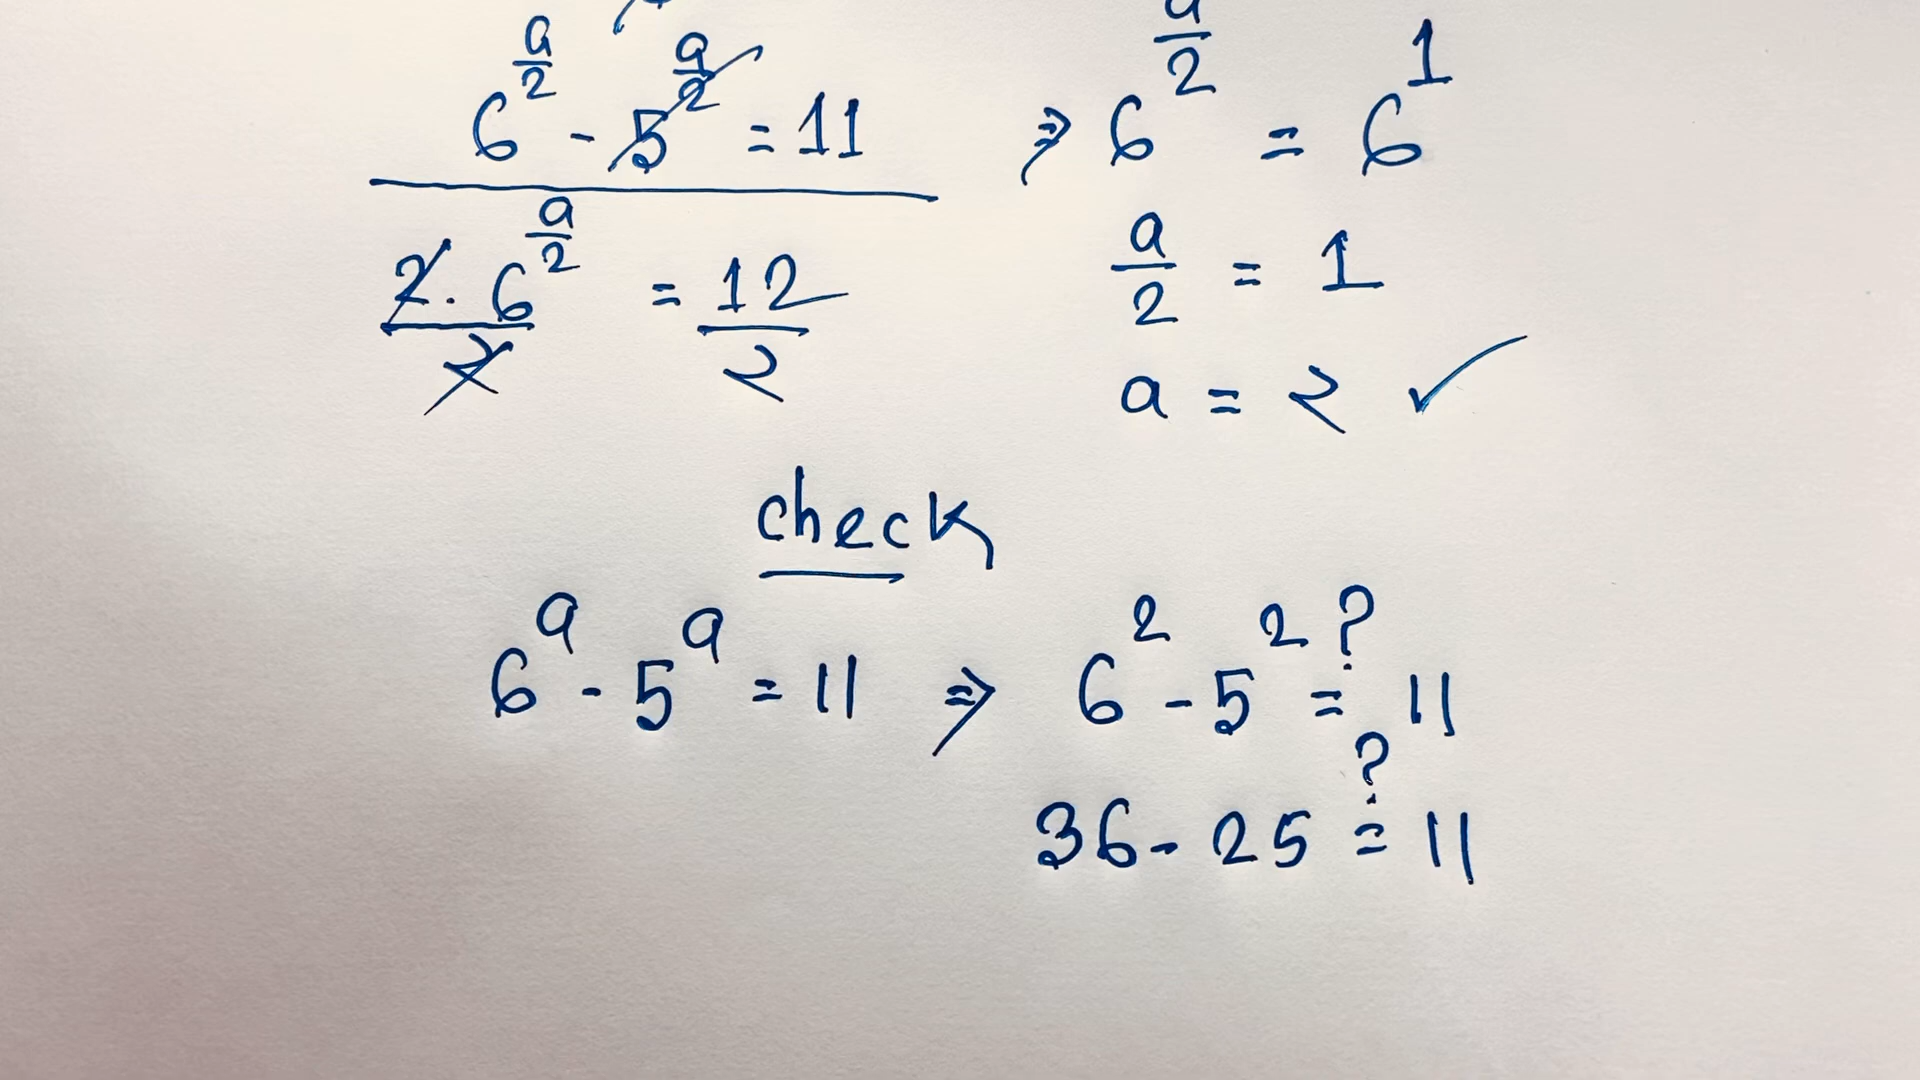 6^{a/2} - 5^{a/2} = 11
⇒ 6^{a/2} = 6^1
2 · 6^{a/2} / 2 = 12 / 2
a/2 = 1
a = 2 ✓
check
6^a - 5^a = 11 ⇒ 6^2 - 5^2 ?= 11
36 - 25 ?= 11